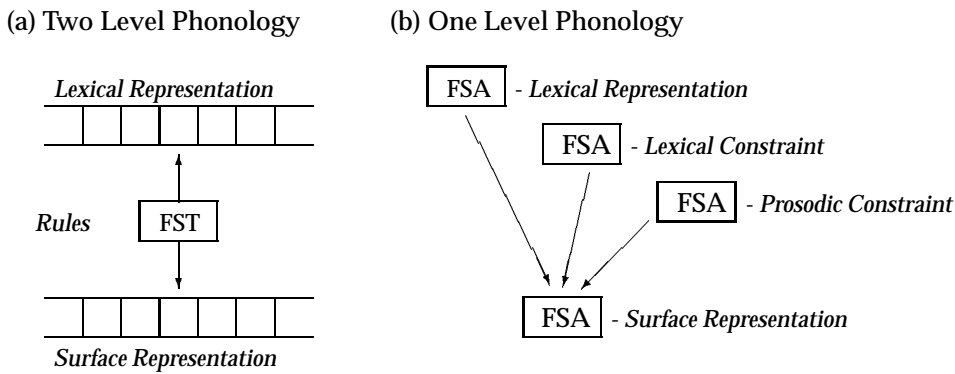 (a) Two Level Phonology
Lexical Representation
Rules
FST
Surface Representation
(b) One Level Phonology
FSA - Lexical Representation
FSA - Lexical Constraint
FSA - Prosodic Constraint
FSA - Surface Representation